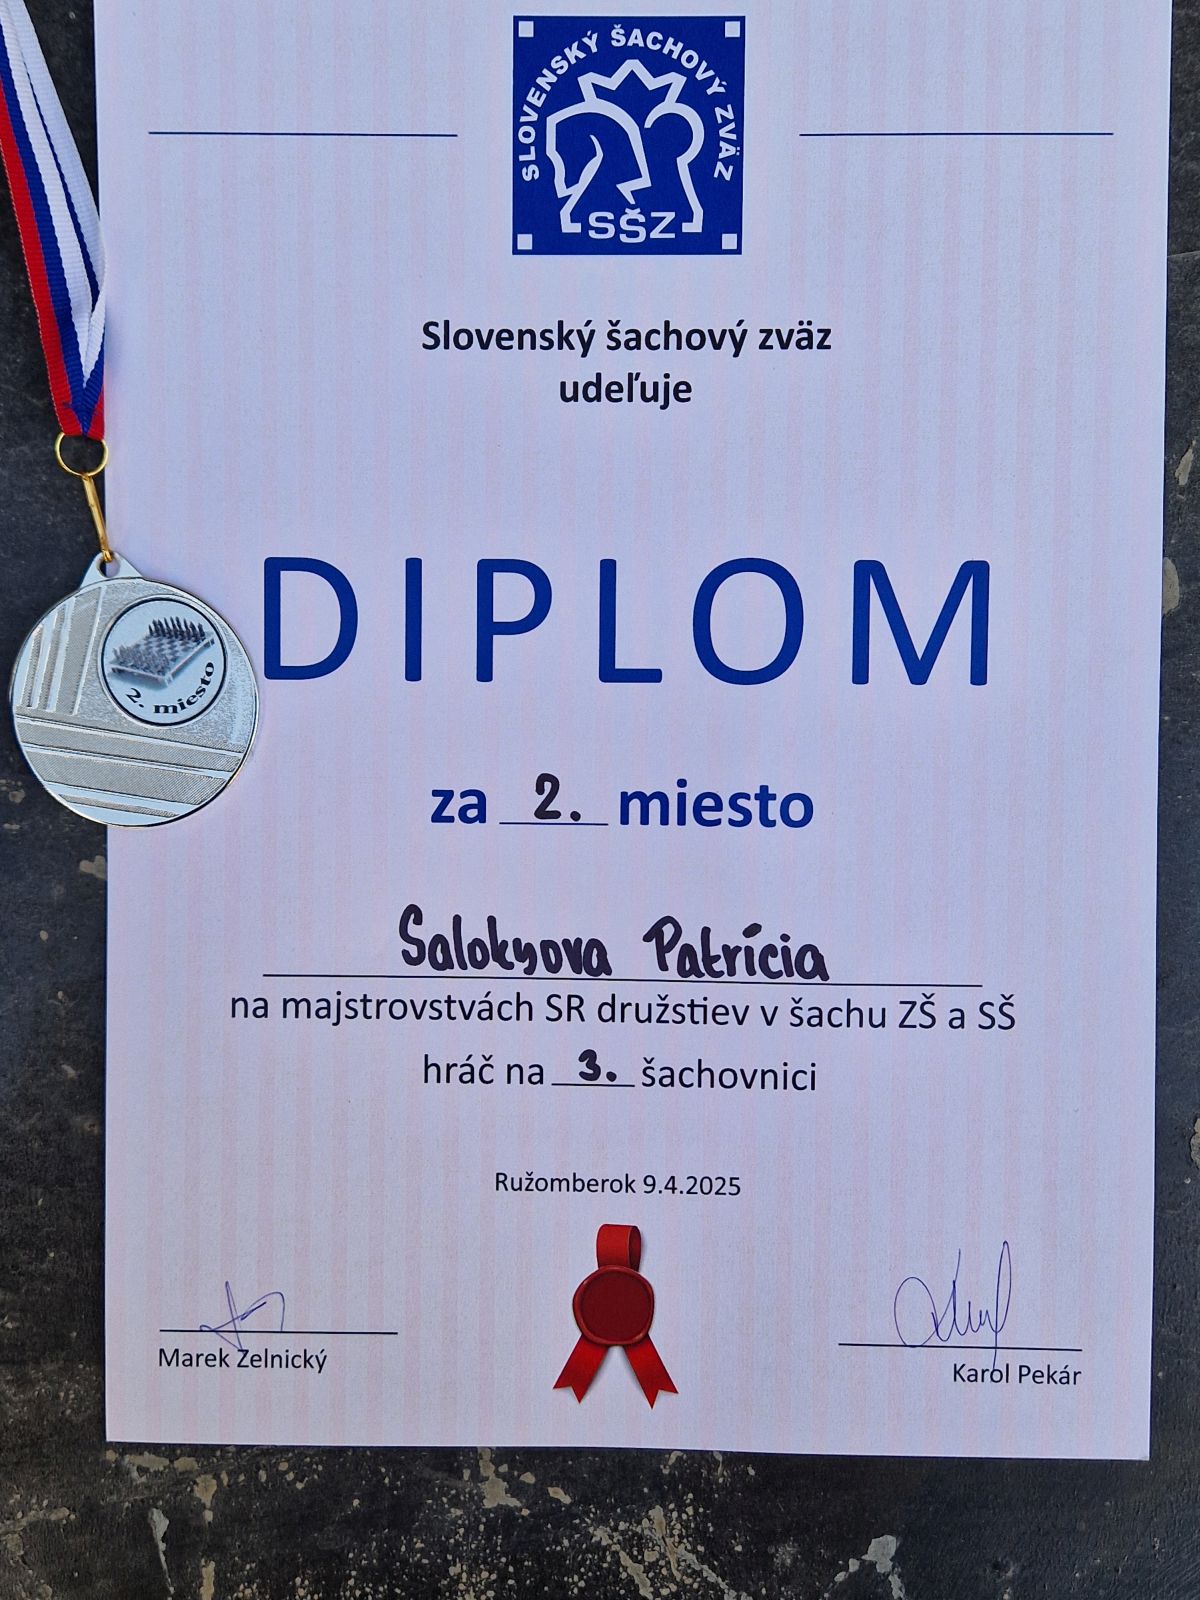 SLOVENSKÝ ŠACHOVÝ ZVÄZ
SŠZ
Slovenský šachový zväz
udeľuje
DIPLOM
2. miesto
za 2. miesto
Salokyova Patrícia
na majstrovstvách SR družstiev v šachu ZŠ a SŠ
hráč na 3. šachovnici
Ružomberok 9.4.2025
Marek Zelnický
Karol Pekár